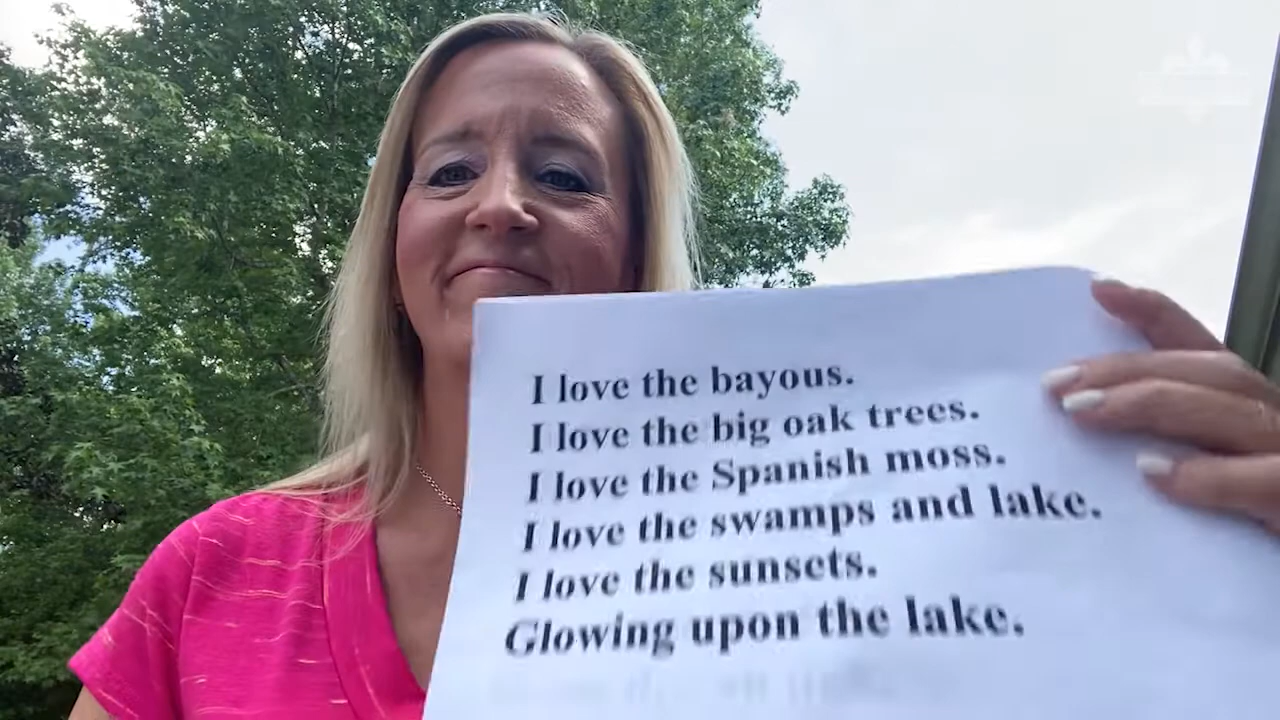 I love the bayous.
I love the big oak trees.
I love the Spanish moss.
I love the swamps and lake.
I love the sunsets.
Glowing upon the lake.